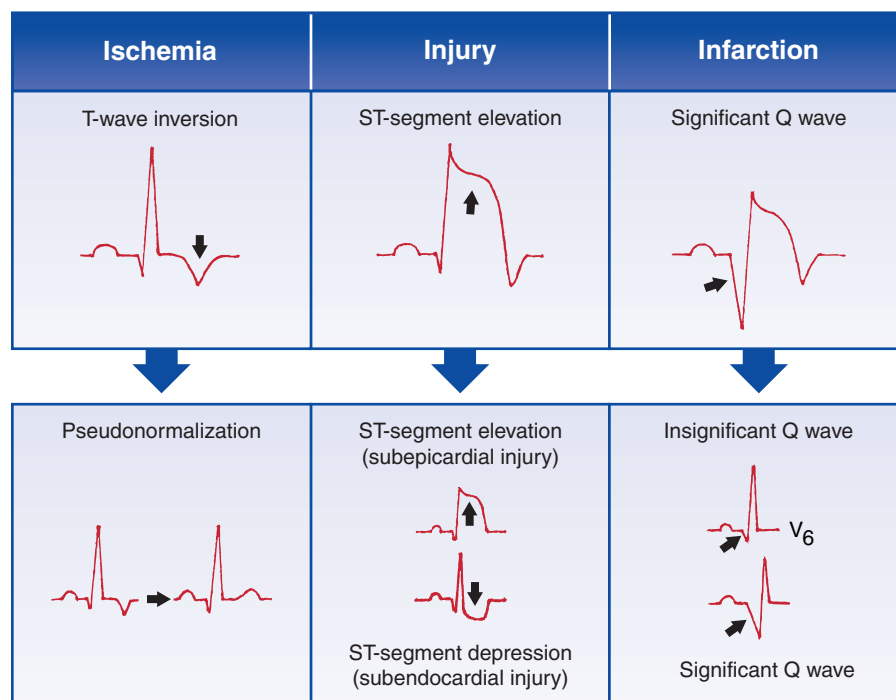 Ischemia
Injury
Infarction
T-wave inversion
ST-segment elevation
Significant Q wave
Pseudonormalization
ST-segment elevation
(subepicardial injury)
ST-segment depression
(subendocardial injury)
Insignificant Q wave
V6
Significant Q wave